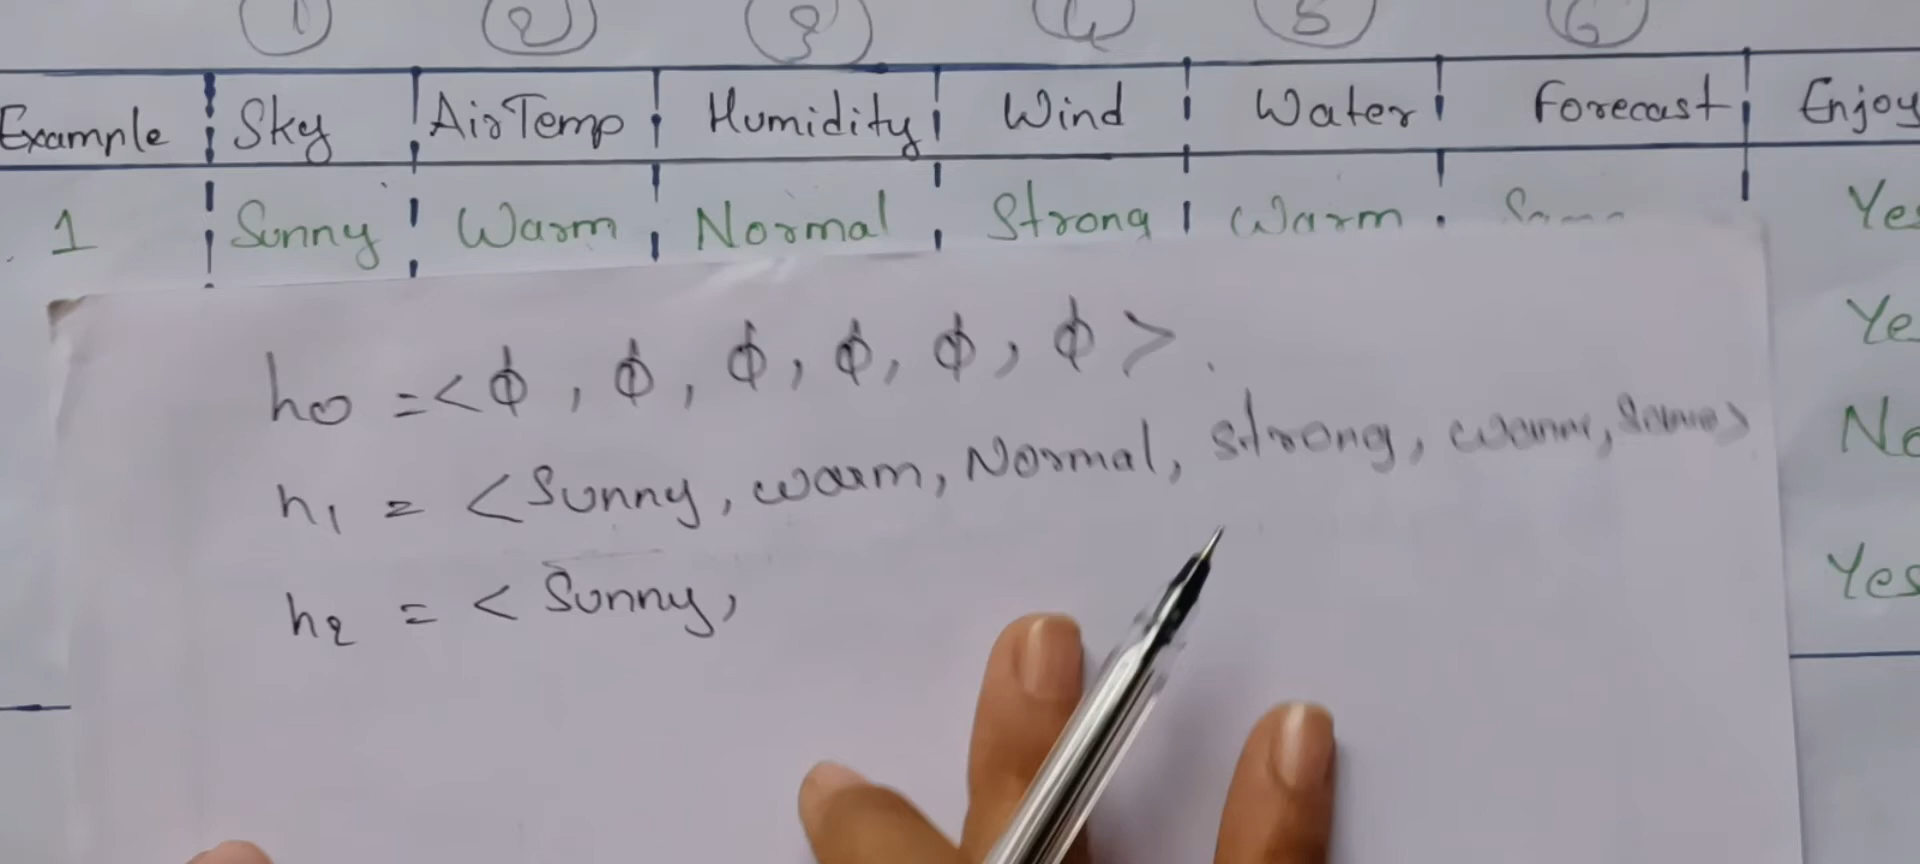 1 2 3 4 5 6
Example Sky AirTemp Humidity Wind Water Forecast Enjoy
1 Sunny Warm Normal Strong Warm Yes
Ye
h0 = < ф, ф, ф, ф, ф, ф >.
No
h1 = < Sunny, warm, Normal, strong, warm, Same >
Yes
h2 = < Sunny,